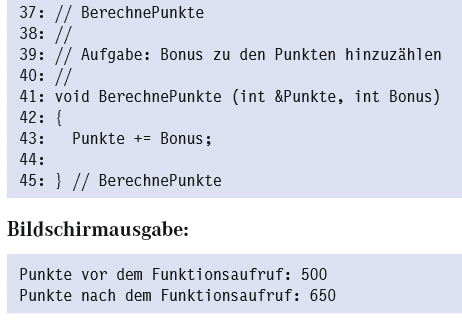 37: // BerechnePunkte
38: //
39: // Aufgabe: Bonus zu den Punkten hinzuzählen
40: //
41: void BerechnePunkte (int &Punkte, int Bonus)
42: {
43:   Punkte += Bonus;
44:
45: } // BerechnePunkte
Bildschirmausgabe:
Punkte vor dem Funktionsaufruf: 500
Punkte nach dem Funktionsaufruf: 650